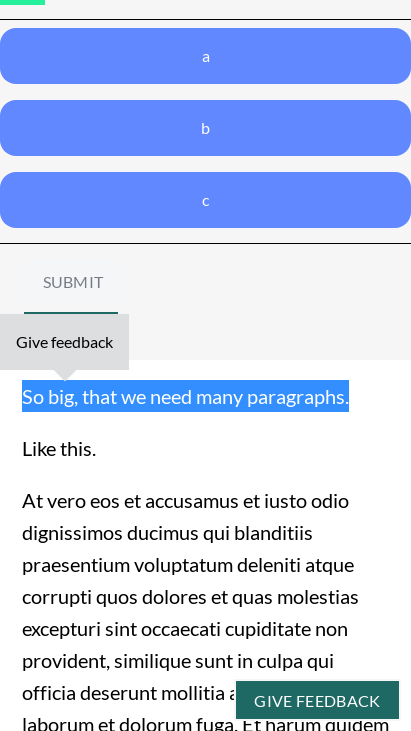 a
b
c
SUBMIT
Give feedback
So big, that we need many paragraphs.
Like this.
At vero eos et accusamus et iusto odio
dignissimos ducimus qui blanditiis
praesentium voluptatum deleniti atque
corrupti quos dolores et quas molestias
excepturi sint occaecati cupiditate non
provident, similique sunt in culpa qui
officia deserunt mollitia
GIVE FEEDBACK
laborum et dolorum fuga. Et harum quidem